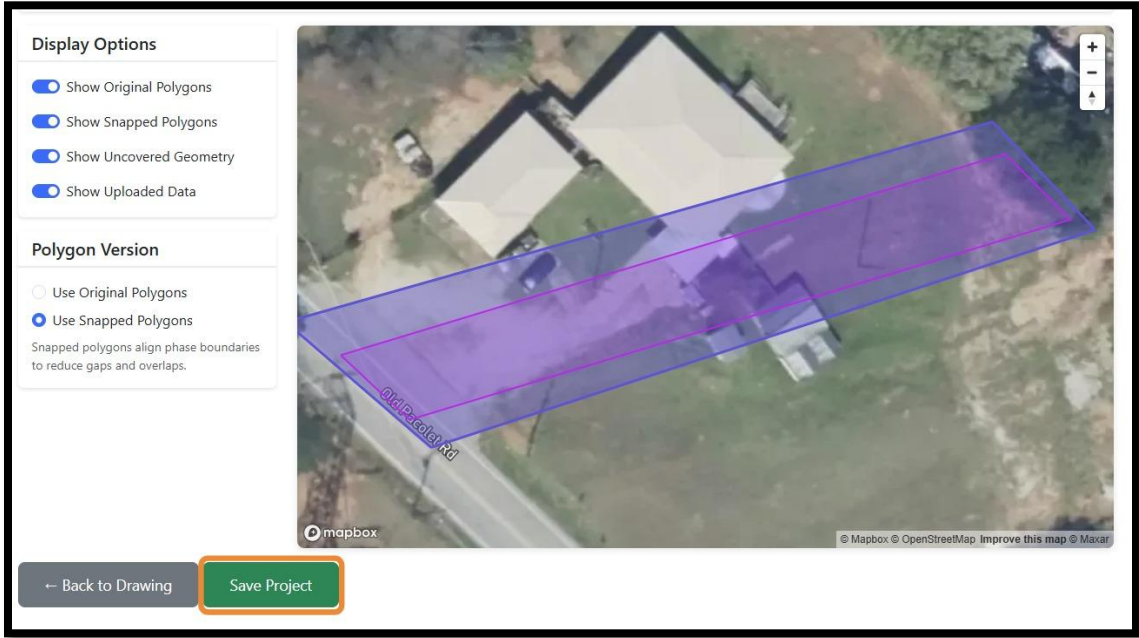 Display Options
Show Original Polygons
Show Snapped Polygons
Show Uncovered Geometry
Show Uploaded Data
Polygon Version
Use Original Polygons
Use Snapped Polygons
Snapped polygons align phase boundaries
to reduce gaps and overlaps.
Old Pacolet Rd
mapbox
© Mapbox © OpenStreetMap Improve this map © Maxar
← Back to Drawing
Save Project